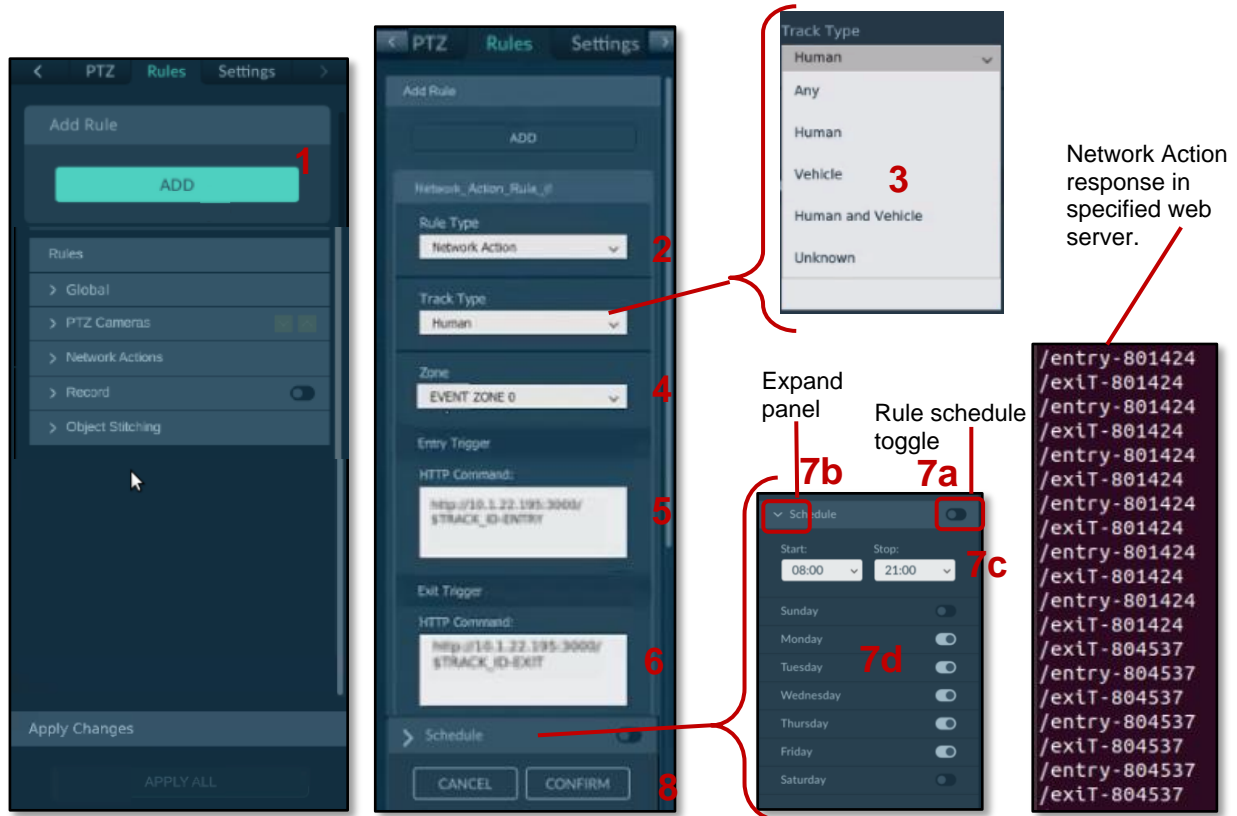 < PTZ Rules Settings >
Add Rule
1
ADD
Rules
> Global
> PTZ Cameras
> Network Actions
> Record
> Object Stitching
Apply Changes
APPLY ALL
< PTZ Rules Settings >
Add Rule
ADD
Rule Type
Network Action
2
Track Type
Human
Zone
EVENT ZONE 0
4
Entry Trigger
HTTP Command:
http://10.1.22.195:3000/
$TRACK_ID-ENTRY
5
Exit Trigger
HTTP Command:
http://10.1.22.195:3000/
$TRACK_ID-EXIT
6
> Schedule
CANCEL CONFIRM
8
Track Type
Human
Any
Human
Vehicle
3
Human and Vehicle
Unknown
Expand
panel
7b
Rule schedule
toggle
7a
Schedule
Start: Stop:
08:00 21:00
7c
Sunday
Monday
Tuesday
7d
Wednesday
Thursday
Friday
Saturday
Network Action
response in
specified web
server.
/entry-801424
/exiT-801424
/entry-801424
/exiT-801424
/entry-801424
/exiT-801424
/entry-801424
/exiT-801424
/entry-801424
/exiT-801424
/entry-801424
/exiT-801424
/exiT-804537
/entry-804537
/exiT-804537
/entry-804537
/exiT-804537
/entry-804537
/exiT-804537